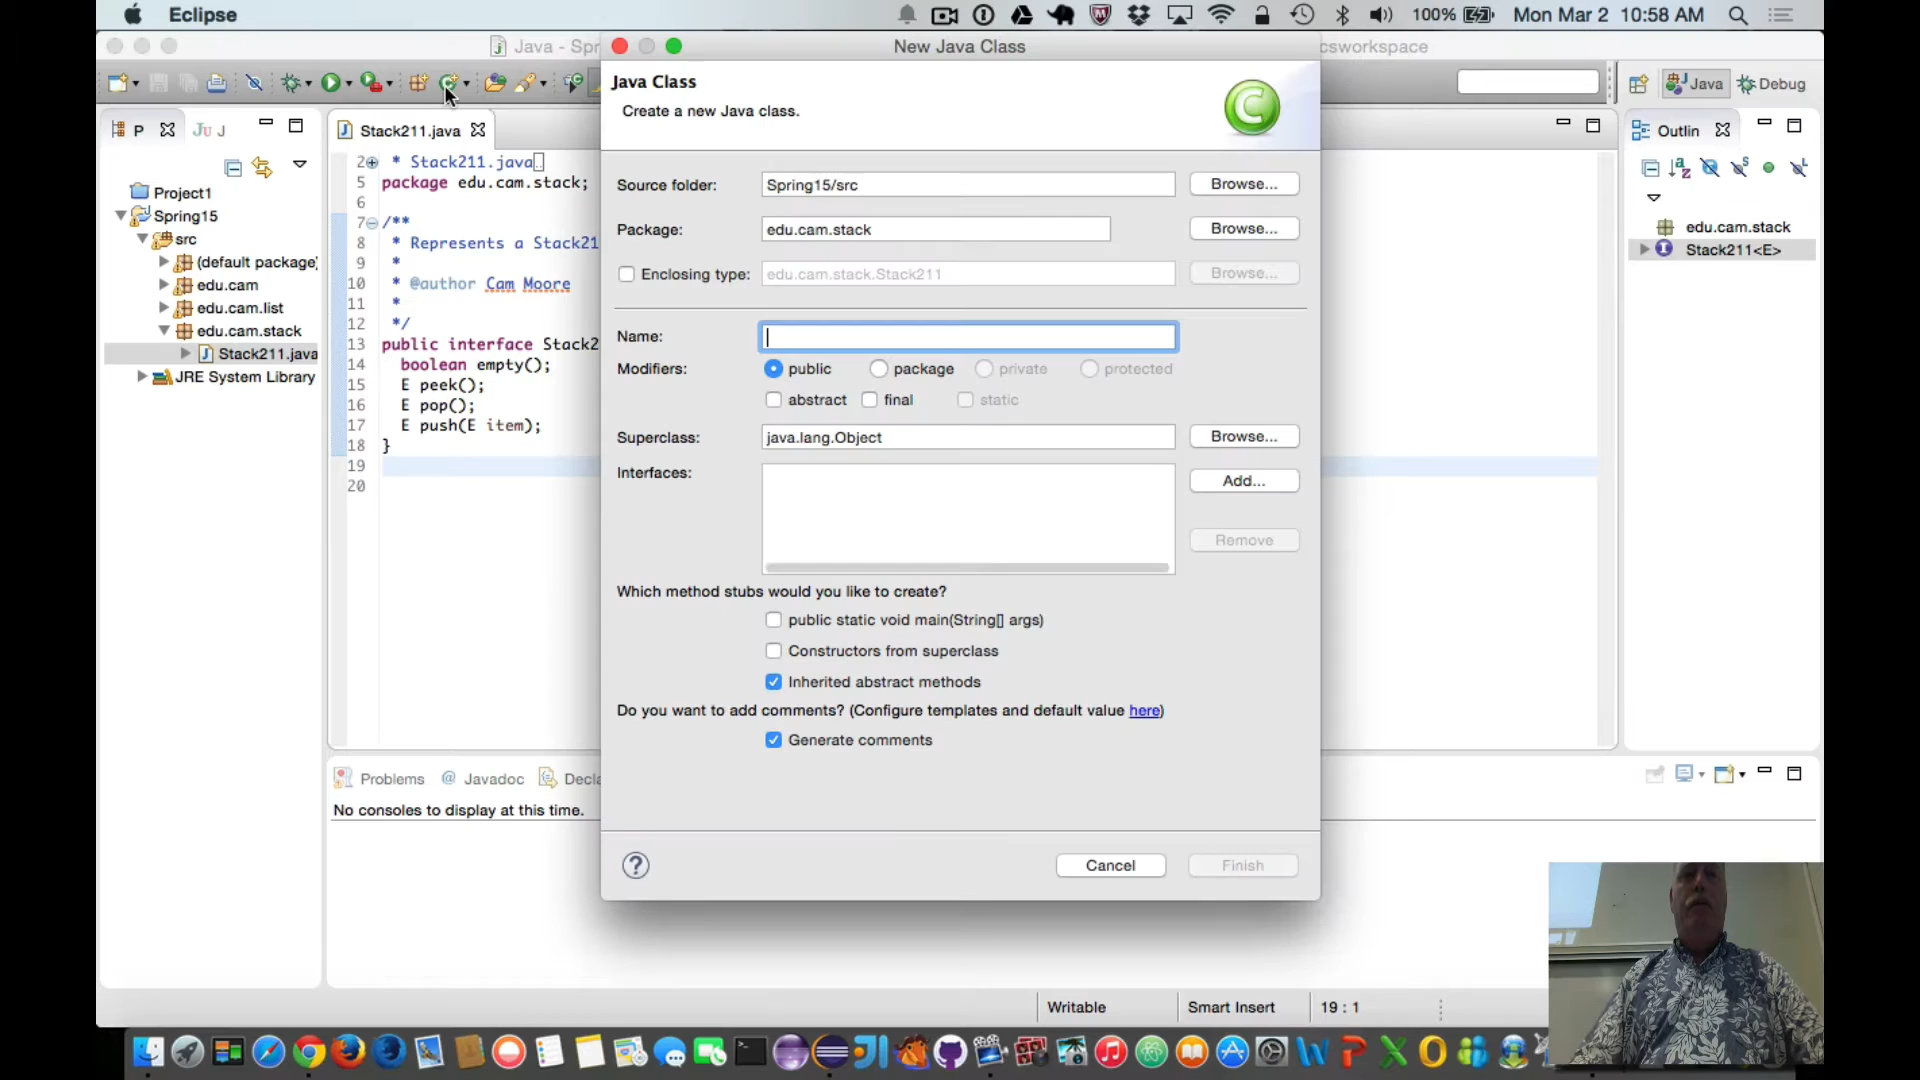 Eclipse
100%
Mon Mar 2 10:58 AM
Java - Spr
New Java Class
csworkspace
Java Class
Create a new Java class.
Java
Debug
P
J
Stack211.java
Outlin
2 * Stack211.java
5 package edu.cam.stack;
6
7 /**
8 * Represents a Stack21
9 *
10 * @author Cam Moore
11 *
12 */
13 public interface Stack2
14 boolean empty();
15 E peek();
16 E pop();
17 E push(E item);
18 }
19
20
Project1
Spring15
src
(default package)
edu.cam
edu.cam.list
edu.cam.stack
Stack211.java
JRE System Library
Source folder:
Spring15/src
Browse...
Package:
edu.cam.stack
Browse...
Enclosing type:
edu.cam.stack.Stack211
Browse...
Name:
Modifiers:
public
package
private
protected
abstract
final
static
Superclass:
java.lang.Object
Browse...
Interfaces:
Add...
Remove
Which method stubs would you like to create?
public static void main(String[] args)
Constructors from superclass
Inherited abstract methods
Do you want to add comments? (Configure templates and default value here)
Generate comments
Cancel
Finish
edu.cam.stack
Stack211<E>
Problems
@ Javadoc
Decla
No consoles to display at this time.
Writable
Smart Insert
19 : 1